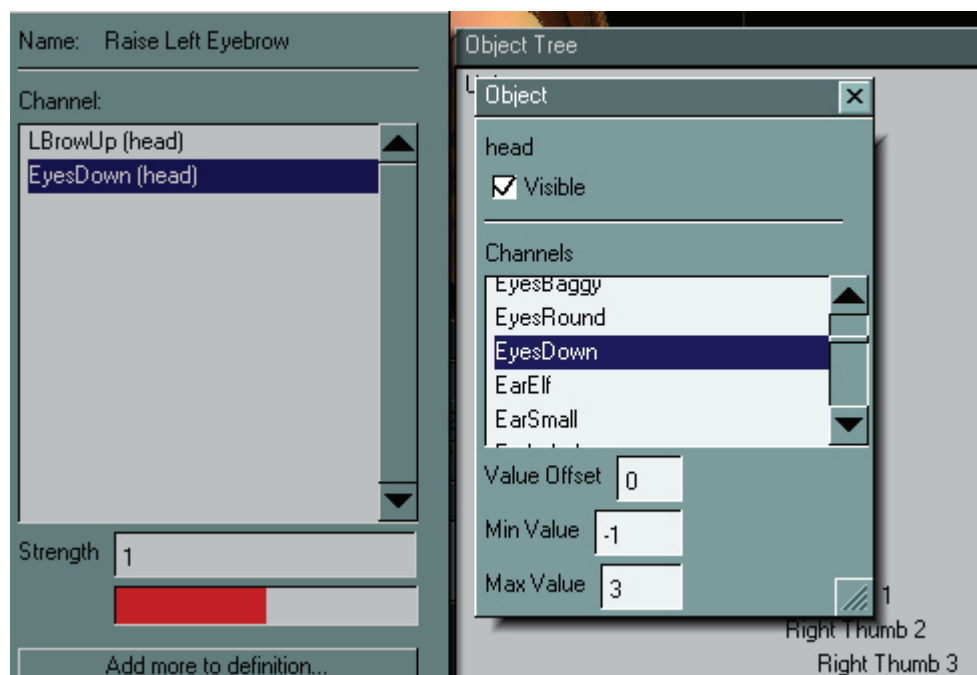 Name: Raise Left Eyebrow
Channel:
LBrowUp (head)
EyesDown (head)
Strength 1
Add more to definition...
Object Tree
Object
head
Visible
Channels
EyesBaggy
EyesRound
EyesDown
EarElf
EarSmall
Value Offset 0
Min Value -1
Max Value 3
1
Right Thumb 2
Right Thumb 3